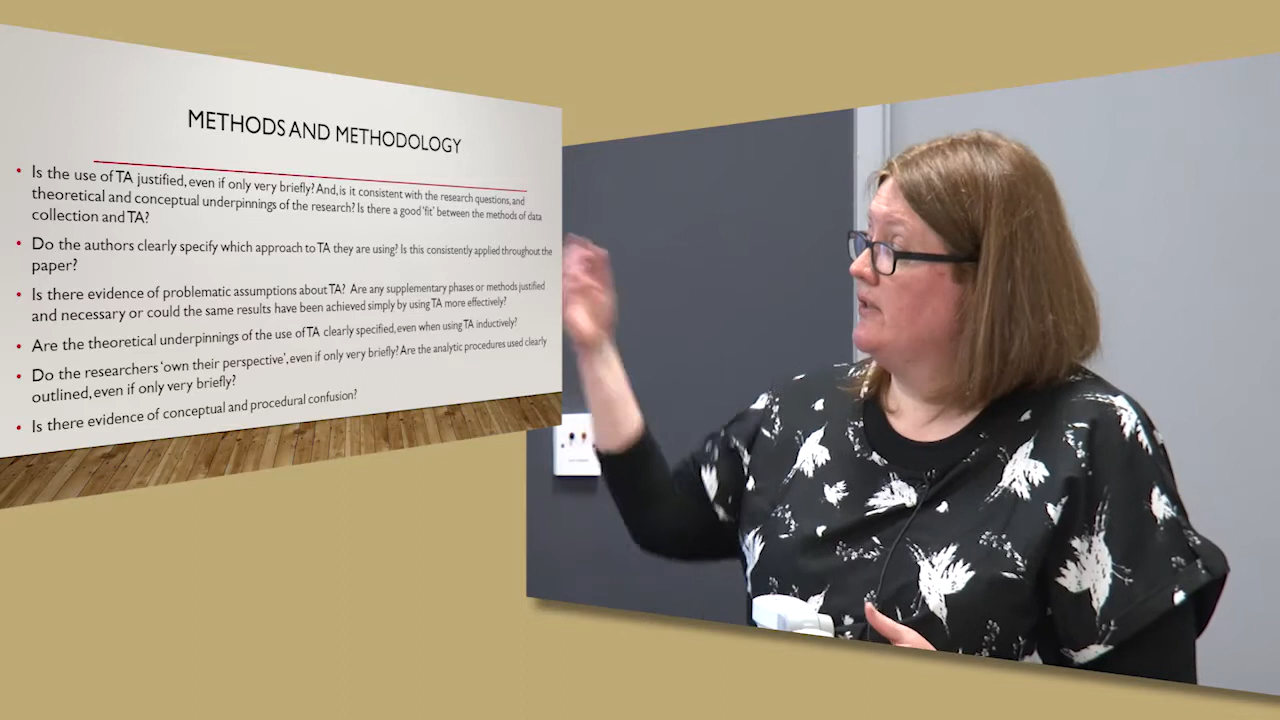 METHODS AND METHODOLOGY
• Is the use of TA justified, even if only very briefly? And, is it consistent with the research questions, and
theoretical and conceptual underpinnings of the research? Is there a good 'fit' between the methods of data
collection and TA?
• Do the authors clearly specify which approach to TA they are using? Is this consistently applied throughout the
paper?
• Is there evidence of problematic assumptions about TA? Are any supplementary phases or methods justified
and necessary or could the same results have been achieved simply by using TA more effectively?
• Are the theoretical underpinnings of the use of TA clearly specified, even when using TA inductively?
• Do the researchers 'own their perspective', even if only very briefly? Are the analytic procedures used clearly
outlined, even if only very briefly?
• Is there evidence of conceptual and procedural confusion?